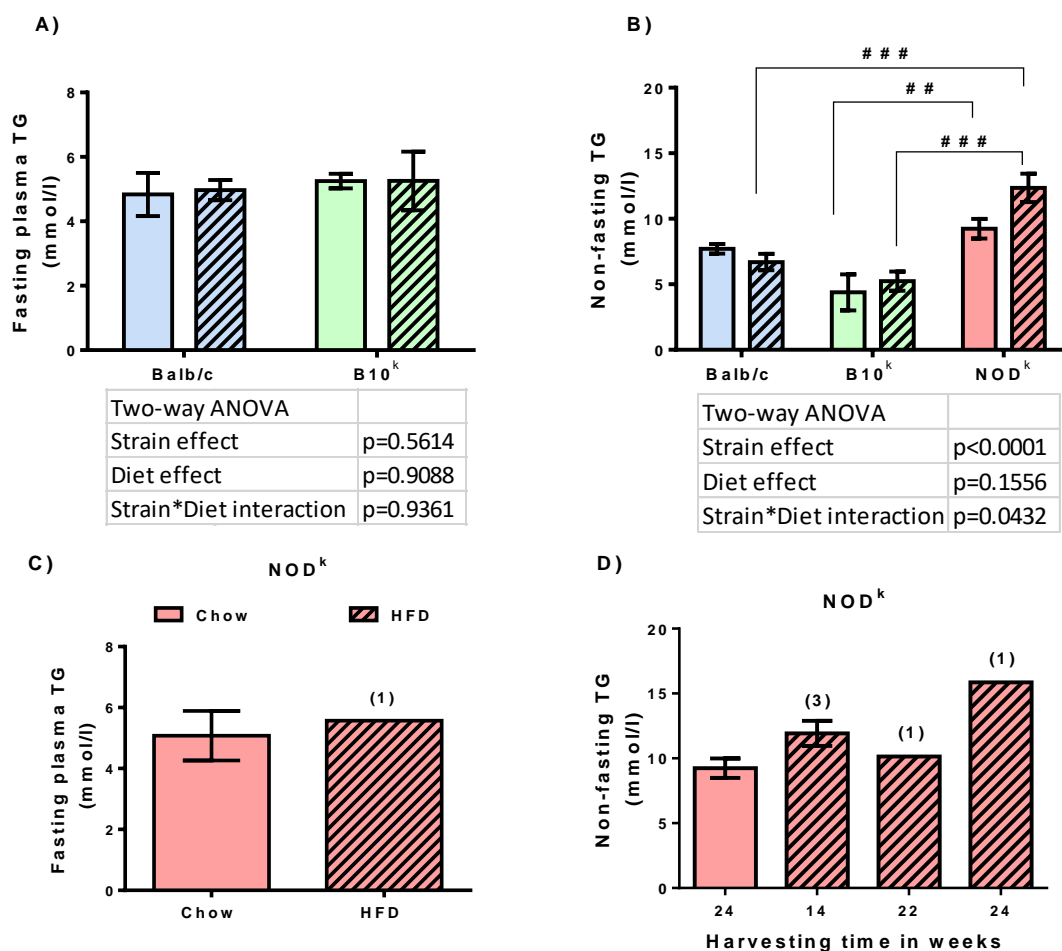 A)
Fasting plasma TG
(mmol/l)
8
6
4
2
0
Balb/c
B10k
Two-way ANOVA
Strain effect p=0.5614
Diet effect p=0.9088
Strain*Diet interaction p=0.9361
B)
Non-fasting TG
(mmol/l)
20
15
10
5
0
# # #
# #
# # #
Balb/c
B10k
NODk
Two-way ANOVA
Strain effect p<0.0001
Diet effect p=0.1556
Strain*Diet interaction p=0.0432
C)
NODk
Chow
HFD
Fasting plasma TG
(mmol/l)
8
6
4
2
0
(1)
Chow
HFD
D)
NODk
Non-fasting TG
(mmol/l)
20
15
10
5
0
(3)
(1)
(1)
24
14
22
24
Harvesting time in weeks